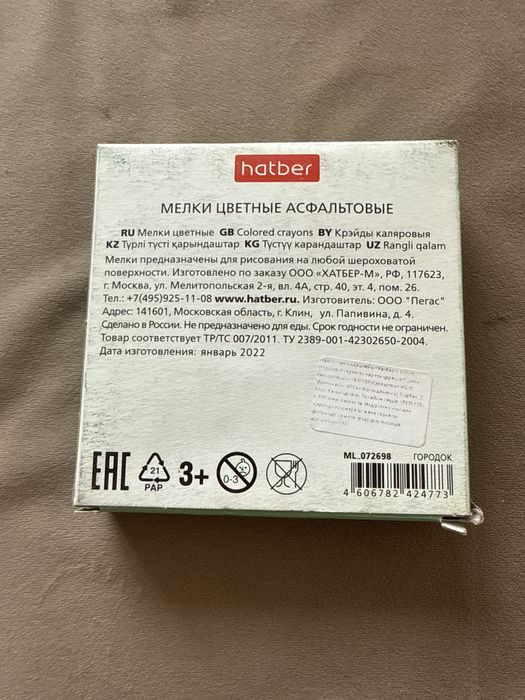 hatber
МЕЛКИ ЦВЕТНЫЕ АСФАЛЬТОВЫЕ
RU Мелки цветные GB Colored crayons BY Крэйды каляровыя
KZ Түрлі түсті қарындаштар KG Түстүү карандаштар UZ Rangli qalam
Мелки предназначены для рисования на любой шероховатой
поверхности. Изготовлено по заказу ООО «ХАТБЕР-М», РФ, 117623,
г. Москва, ул. Мелитопольская 2-я, вл. 4А, стр. 40, эт. 4, пом. 26.
Тел.: +7(495)925-11-08 www.hatber.ru. Изготовитель: ООО "Пегас"
Адрес: 141601, Московская область, г. Клин, ул. Папивина, д. 4.
Сделано в России. Не предназначено для еды. Срок годности не ограничен.
Товар соответствует ТР/ТС 007/2011. ТУ 2389-001-42302650-2004.
Дата изготовления: январь 2022
ML_072698 ГОРОДОК
EAC 21 PAP 3+ 0-3
4 606782 424773